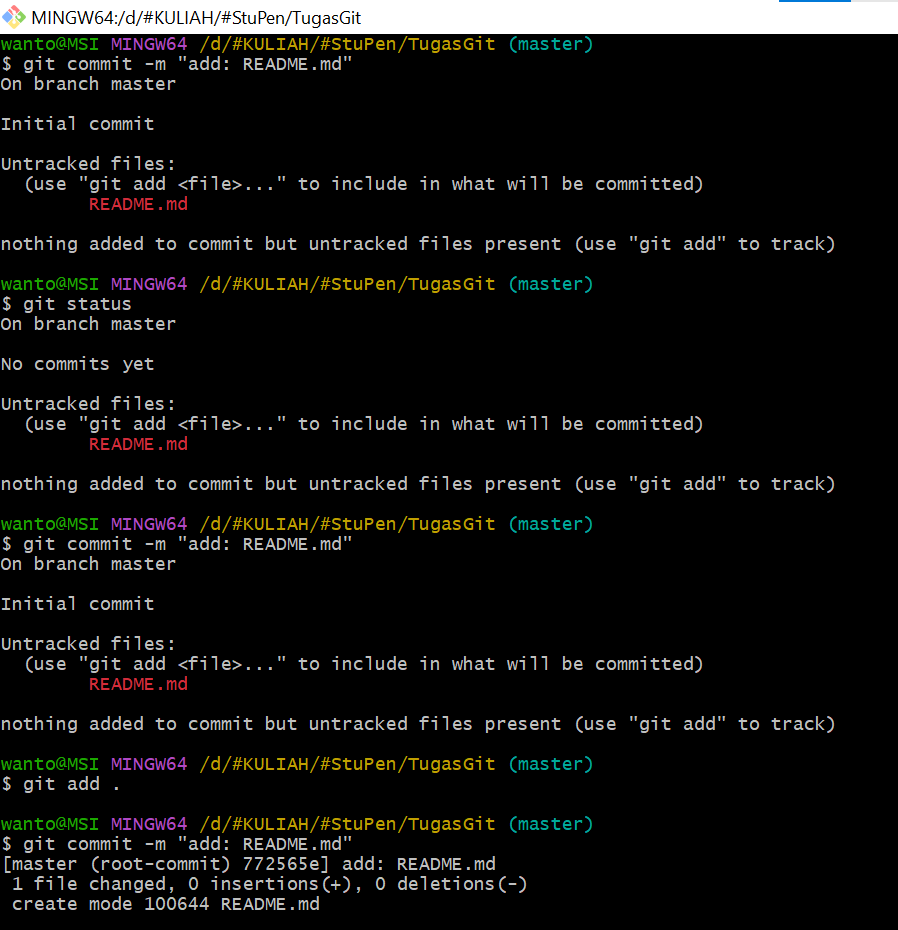 MINGW64:/d/#KULIAH/#StuPen/TugasGit
wanto@MSI MINGW64 /d/#KULIAH/#StuPen/TugasGit (master)
$ git commit -m "add: README.md"
On branch master

Initial commit

Untracked files:
  (use "git add <file>..." to include in what will be committed)
        README.md

nothing added to commit but untracked files present (use "git add" to track)

wanto@MSI MINGW64 /d/#KULIAH/#StuPen/TugasGit (master)
$ git status
On branch master

No commits yet

Untracked files:
  (use "git add <file>..." to include in what will be committed)
        README.md

nothing added to commit but untracked files present (use "git add" to track)

wanto@MSI MINGW64 /d/#KULIAH/#StuPen/TugasGit (master)
$ git commit -m "add: README.md"
On branch master

Initial commit

Untracked files:
  (use "git add <file>..." to include in what will be committed)
        README.md

nothing added to commit but untracked files present (use "git add" to track)

wanto@MSI MINGW64 /d/#KULIAH/#StuPen/TugasGit (master)
$ git add .

wanto@MSI MINGW64 /d/#KULIAH/#StuPen/TugasGit (master)
$ git commit -m "add: README.md"
[master (root-commit) 772565e] add: README.md
 1 file changed, 0 insertions(+), 0 deletions(-)
 create mode 100644 README.md